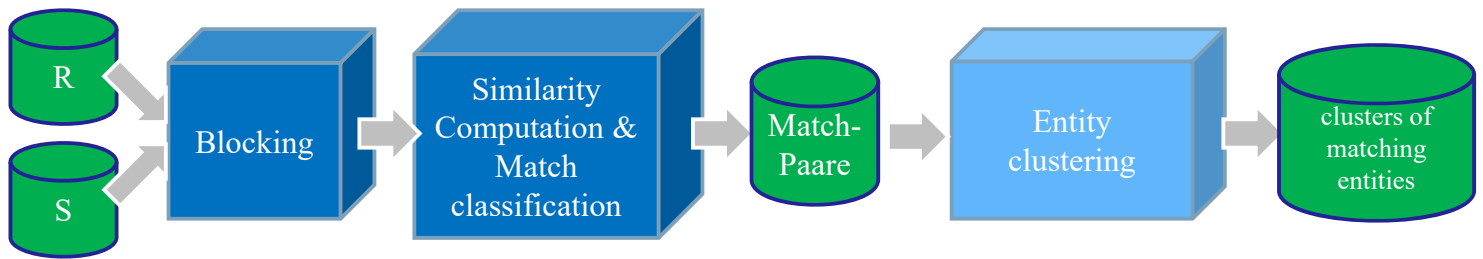 R
S
Blocking
Similarity
Computation &
Match
classification
Match-
Paare
Entity
clustering
clusters of
matching
entities